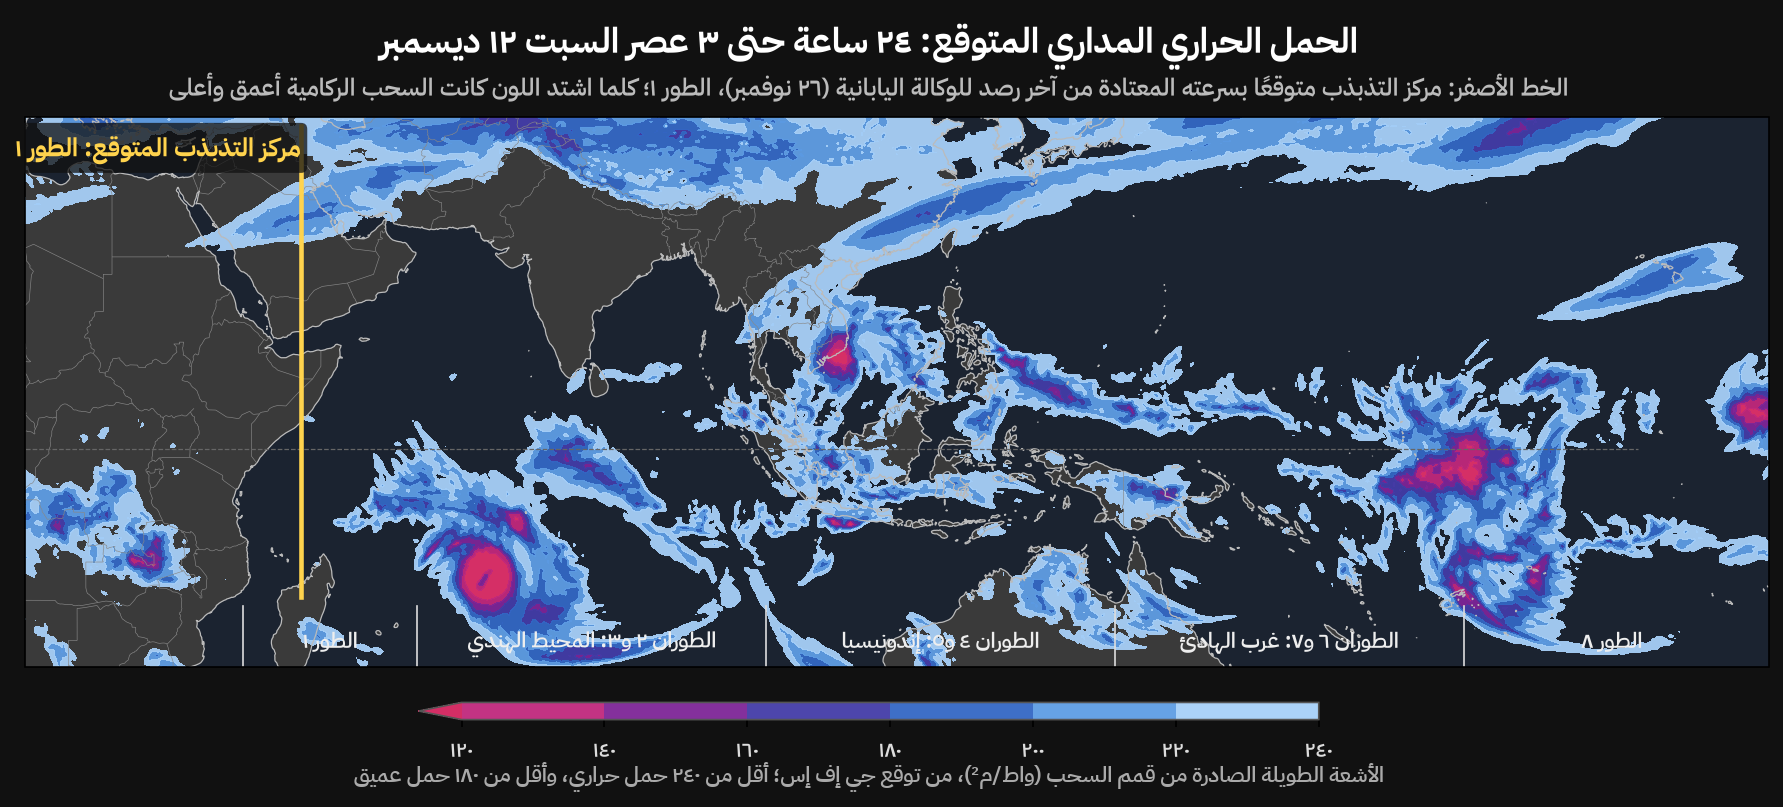 الحمل الحراري المداري المتوقع: ٢٤ ساعة حتى ٣ عصر السبت ١٢ ديسمبر
الخط الأصفر: مركز التذبذب متوقعًا بسرعته المعتادة من آخر رصد للوكالة اليابانية (٢٦ نوفمبر)، الطور ١؛ كلما اشتد اللون كانت السحب الركامية أعمق وأعلى
مركز التذبذب المتوقع: الطور ١
الطور ١
الطوران ٢ و٣: المحيط الهندي
الطوران ٤ و٥: إندونيسيا
الطوران ٦ و٧: غرب الهادئ
الطور ٨
١٢٠ ١٤٠ ١٦٠ ١٨٠ ٢٠٠ ٢٢٠ ٢٤٠
الأشعة الطويلة الصادرة من قمم السحب (واط/م²)، من توقع جي إف إس؛ أقل من ٢٤٠ حمل حراري، وأقل من ١٨٠ حمل عميق